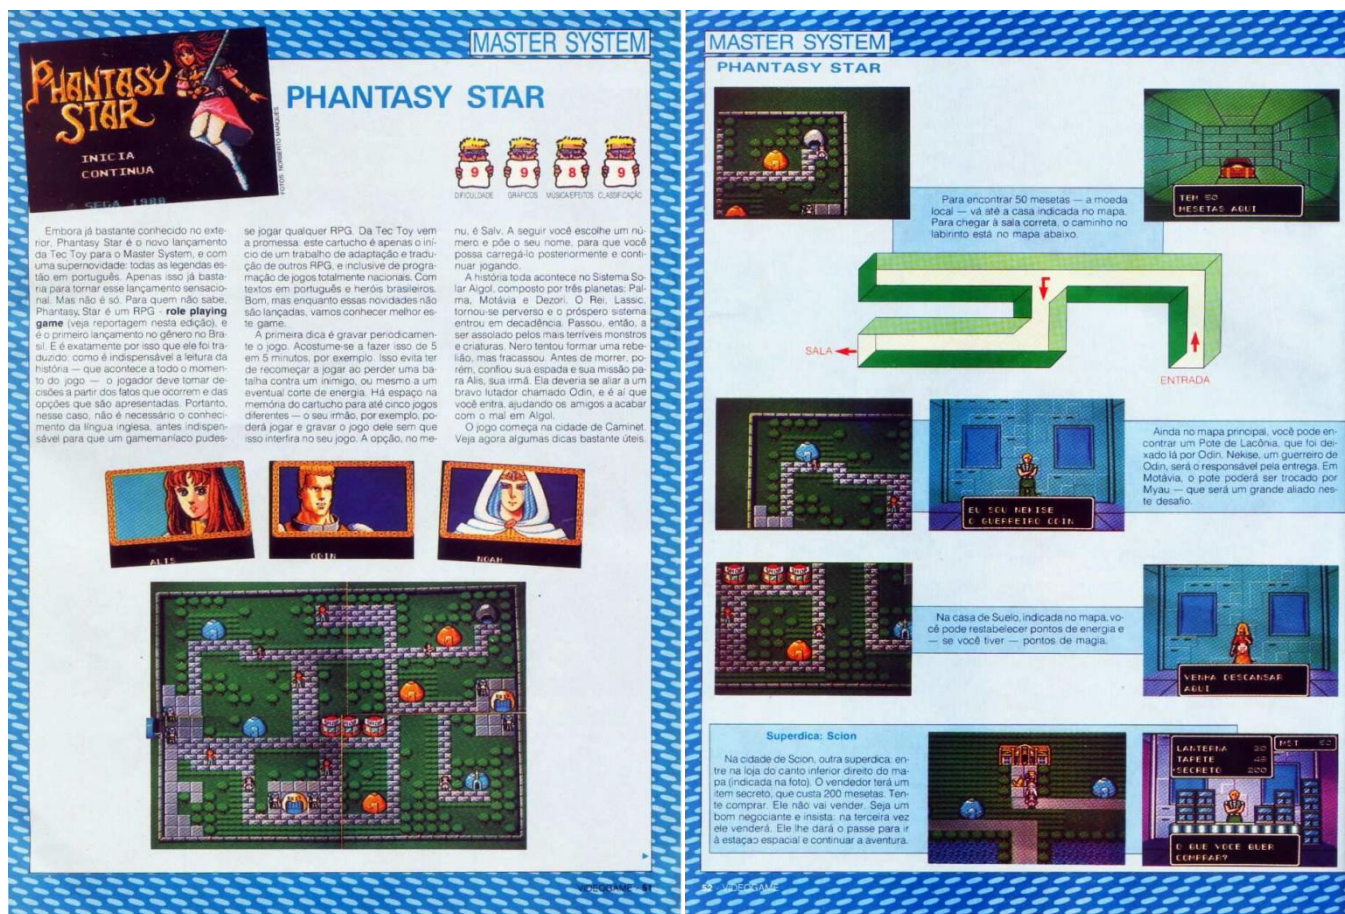 MASTER SYSTEM
PHANTASY
STAR
INICIA
CONTINUA
SEGA 1988
FOTOS: NORBERTO MARQUES
PHANTASY STAR
9
9
8
9
DIFICULDADE
GRÁFICOS
MÚSICA/EFEITOS
CLASSIFICAÇÃO
Embora já bastante conhecido no exte-
rior, Phantasy Star é o novo lançamento
da Tec Toy para o Master System, e com
uma supernovidade: todas as legendas es-
tão em português. Apenas isso já basta-
ria para tornar esse lançamento sensacio-
nal. Mas não é só. Para quem não sabe,
Phantasy Star é um RPG - role playing
game (veja reportagem nesta edição), e
é o primeiro lançamento no gênero no Bra-
sil. E é exatamente por isso que ele foi tra-
duzido: como é indispensável a leitura da
história — que acontece a todo o momen-
to do jogo — o jogador deve tomar de-
cisões a partir dos fatos que ocorrem e das
opções que são apresentadas. Portanto,
nesse caso, não é necessário o conheci-
mento da língua inglesa, antes indispen-
sável para que um gamemaníaco pudes-
se jogar qualquer RPG. Da Tec Toy vem
a promessa: este cartucho é apenas o iní-
cio de um trabalho de adaptação e tradu-
ção de outros RPG, e inclusive de progra-
mação de jogos totalmente nacionais. Com
textos em português e heróis brasileiros.
Bom, mas enquanto essas novidades não
são lançadas, vamos conhecer melhor es-
te game.
A primeira dica é gravar periodicamen-
te o jogo. Acostume-se a fazer isso de 5
em 5 minutos, por exemplo. Isso evita ter
de recomeçar a jogar ao perder uma ba-
talha contra um inimigo, ou mesmo a um
eventual corte de energia. Há espaço na
memória do cartucho para até cinco jogos
diferentes — o seu irmão, por exemplo, po-
derá jogar e gravar o jogo dele sem que
isso interfira no seu jogo. A opção, no me-
nu, é Salv. A seguir você escolhe um nú-
mero e põe o seu nome, para que você
possa carregá-lo posteriormente e conti-
nuar jogando.
A história toda acontece no Sistema So-
lar Algol, composto por três planetas: Pal-
ma, Motávia e Dezori. O Rei, Lassic,
tornou-se perverso e o próspero sistema
entrou em decadência. Passou, então, a
ser assolado pelos mais terríveis monstros
e criaturas. Nero tentou formar uma rebe-
lião, mas fracassou. Antes de morrer, po-
rém, confiou sua espada e sua missão pa-
ra Alis, sua irmã. Ela deveria se aliar a um
bravo lutador chamado Odin, e é aí que
você entra, ajudando os amigos a acabar
com o mal em Algol.
O jogo começa na cidade de Caminet.
Veja agora algumas dicas bastante úteis.
ALIS
ODIN
NOAH
VIDEOGAME - 51
MASTER SYSTEM
PHANTASY STAR
Para encontrar 50 mesetas — a moeda
local — vá até a casa indicada no mapa.
Para chegar à sala correta, o caminho no
labirinto está no mapa abaixo.
TEM 50
MESETAS AQUI
SALA
ENTRADA
EU SOU NEKISE
O GUERREIRO ODIN
Ainda no mapa principal, você pode en-
contrar um Pote de Lacônia, que foi dei-
xado lá por Odin. Nekise, um guerreiro de
Odin, será o responsável pela entrega. Em
Motávia, o pote poderá ser trocado por
Myau — que será um grande aliado nes-
te desafio.
Na casa de Suelo, indicada no mapa, vo-
cê pode restabelecer pontos de energia e
— se você tiver — pontos de magia.
VENHA DESCANSAR
AQUI
Superdica: Scion
Na cidade de Scion, outra superdica: en-
tre na loja do canto inferior direito do ma-
pa (indicada na foto). O vendedor terá um
item secreto, que custa 200 mesetas. Ten-
te comprar. Ele não vai vender. Seja um
bom negociante e insista: na terceira vez
ele venderá. Ele lhe dará o passe para ir
à estação espacial e continuar a aventura.
LANTERNA 20
TAPETE 48
SECRETO 200
MST 50
O QUE VOCE QUER
COMPRAR?
52 - VIDEOGAME